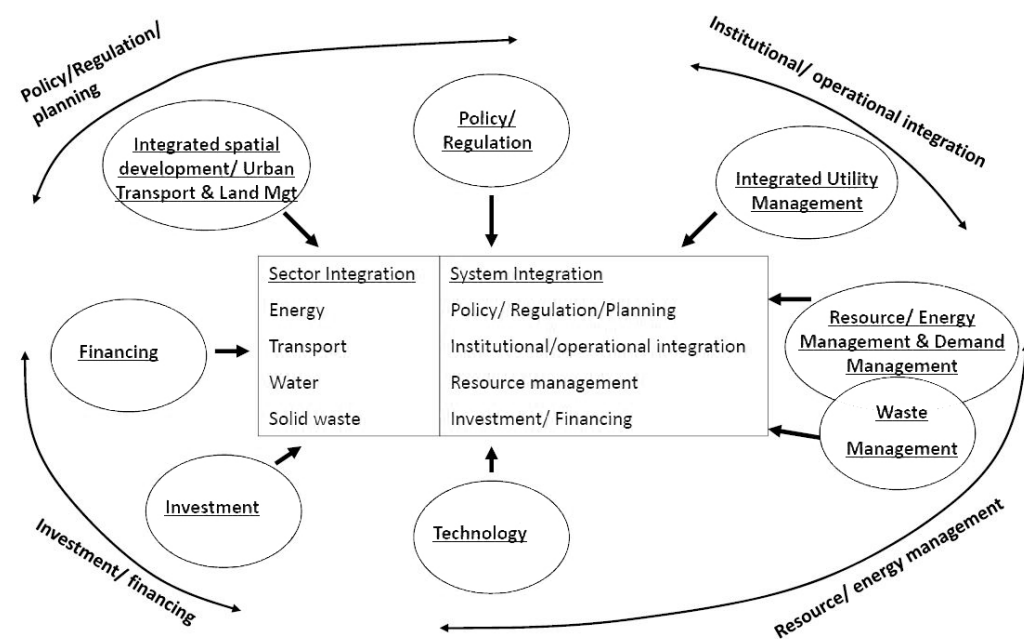 Policy/Regulation/
planning
Institutional/ operational integration
Integrated spatial
development/ Urban
Transport & Land Mgt
Policy/
Regulation
Integrated Utility
Management
Sector Integration
Energy
Transport
Water
Solid waste
System Integration
Policy/ Regulation/Planning
Institutional/operational integration
Resource management
Investment/ Financing
Financing
Resource/ Energy
Management & Demand
Management
Waste
Management
Investment
Technology
Investment/ financing
Resource/ energy management